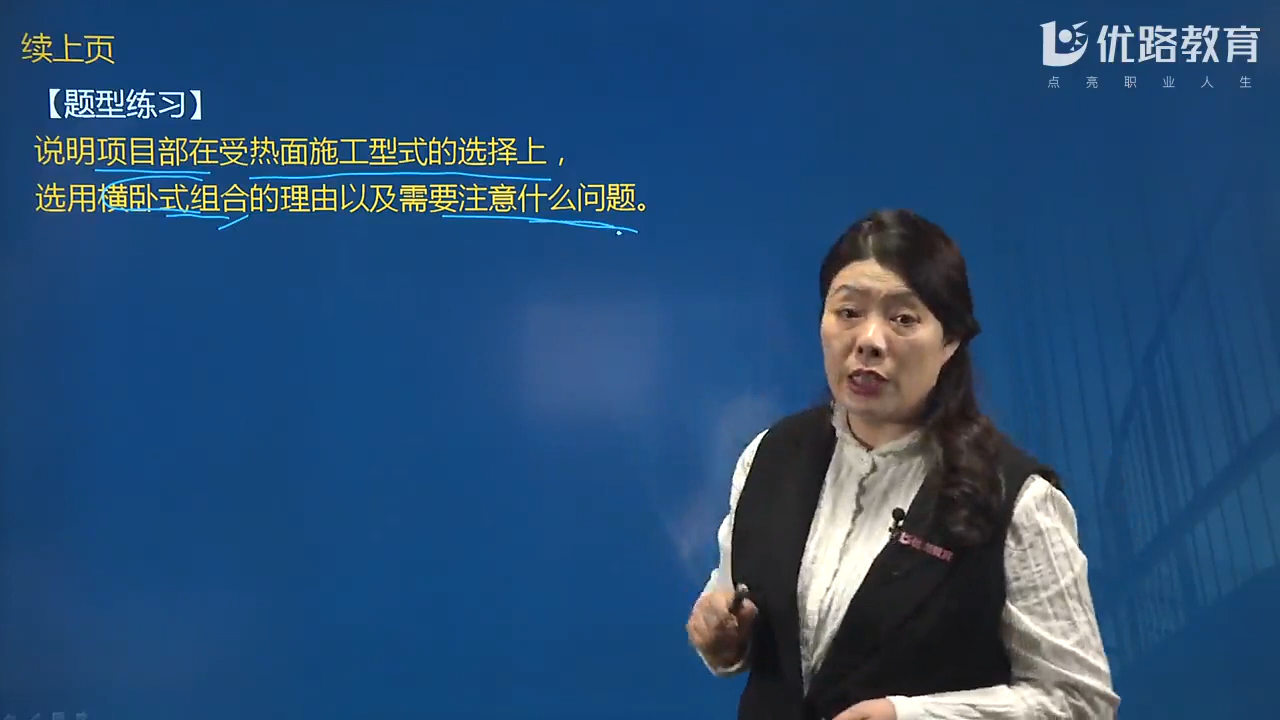 续上页
优路教育
点亮职业人生
【题型练习】
说明项目部在受热面施工型式的选择上，
选用横卧式组合的理由以及需要注意什么问题。